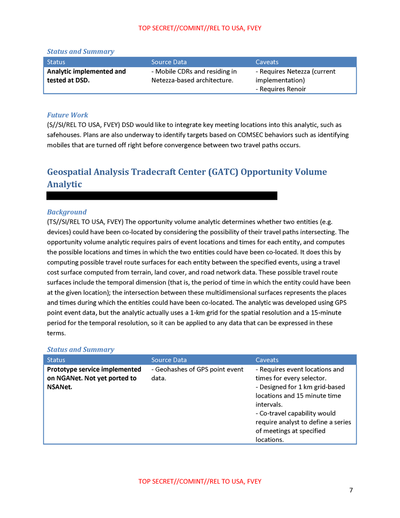 TOP SECRET//COMINT//REL TO USA, FVEY
Status and Summary
Status Source Data Caveats
Analytic implemented and - Mobile CDRs and residing in - Requires Netezza (current
tested at DSD. Netezza-based architecture. implementation)
- Requires Renoir
Future Work
(S//SI/REL TO USA, FVEY) DSD would like to integrate key meeting locations into this analytic, such as
safehouses. Plans are also underway to identify targets based on COMSEC behaviors such as identifying
mobiles that are turned off right before convergence between two travel paths occurs.
Geospatial Analysis Tradecraft Center (GATC) Opportunity Volume
Analytic
Background
(TS//SI/REL TO USA, FVEY) The opportunity volume analytic determines whether two entities (e.g.
devices) could have been co-located by considering the possibility of their travel paths intersecting. The
opportunity volume analytic requires pairs of event locations and times for each entity, and computes
the possible locations and times in which the two entities could have been co-located. It does this by
computing possible travel route surfaces for each entity between the specified events, using a travel
cost surface computed from terrain, land cover, and road network data. These possible travel route
surfaces include the temporal dimension (that is, the period of time in which the entity could have been
at the given location); the intersection between these multidimensional surfaces represents the places
and times during which the entities could have been co-located. The analytic was developed using GPS
point event data, but the analytic actually uses a 1-km grid for the spatial resolution and a 15-minute
period for the temporal resolution, so it can be applied to any data that can be expressed in these
terms.
Status and Summary
Status Source Data Caveats
Prototype service implemented - Geohashes of GPS point event - Requires event locations and
on NGANet. Not yet ported to data. times for every selector.
NSANet. - Designed for 1 km grid-based
locations and 15 minute time
intervals.
- Co-travel capability would
require analyst to define a series
of meetings at specified
locations.
TOP SECRET//COMINT//REL TO USA, FVEY
7